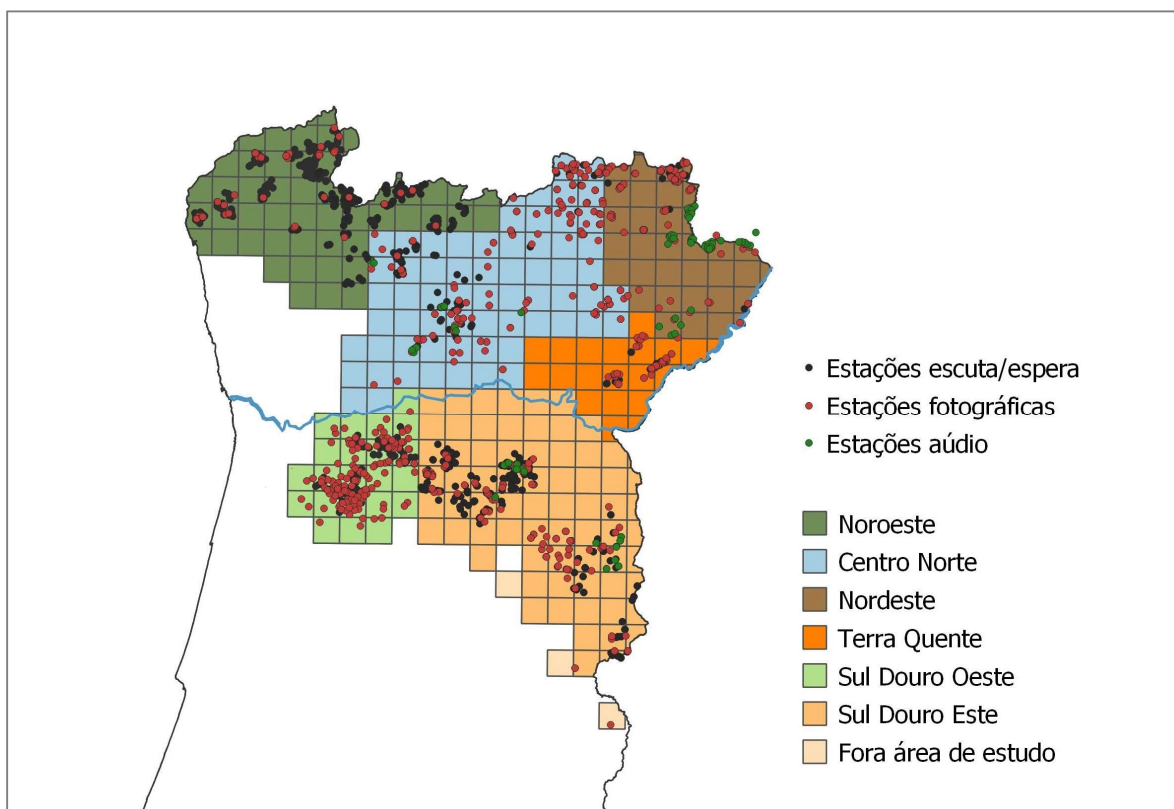 Estações escuta/espera
Estações fotográficas
Estações aúdio
Noroeste
Centro Norte
Nordeste
Terra Quente
Sul Douro Oeste
Sul Douro Este
Fora área de estudo